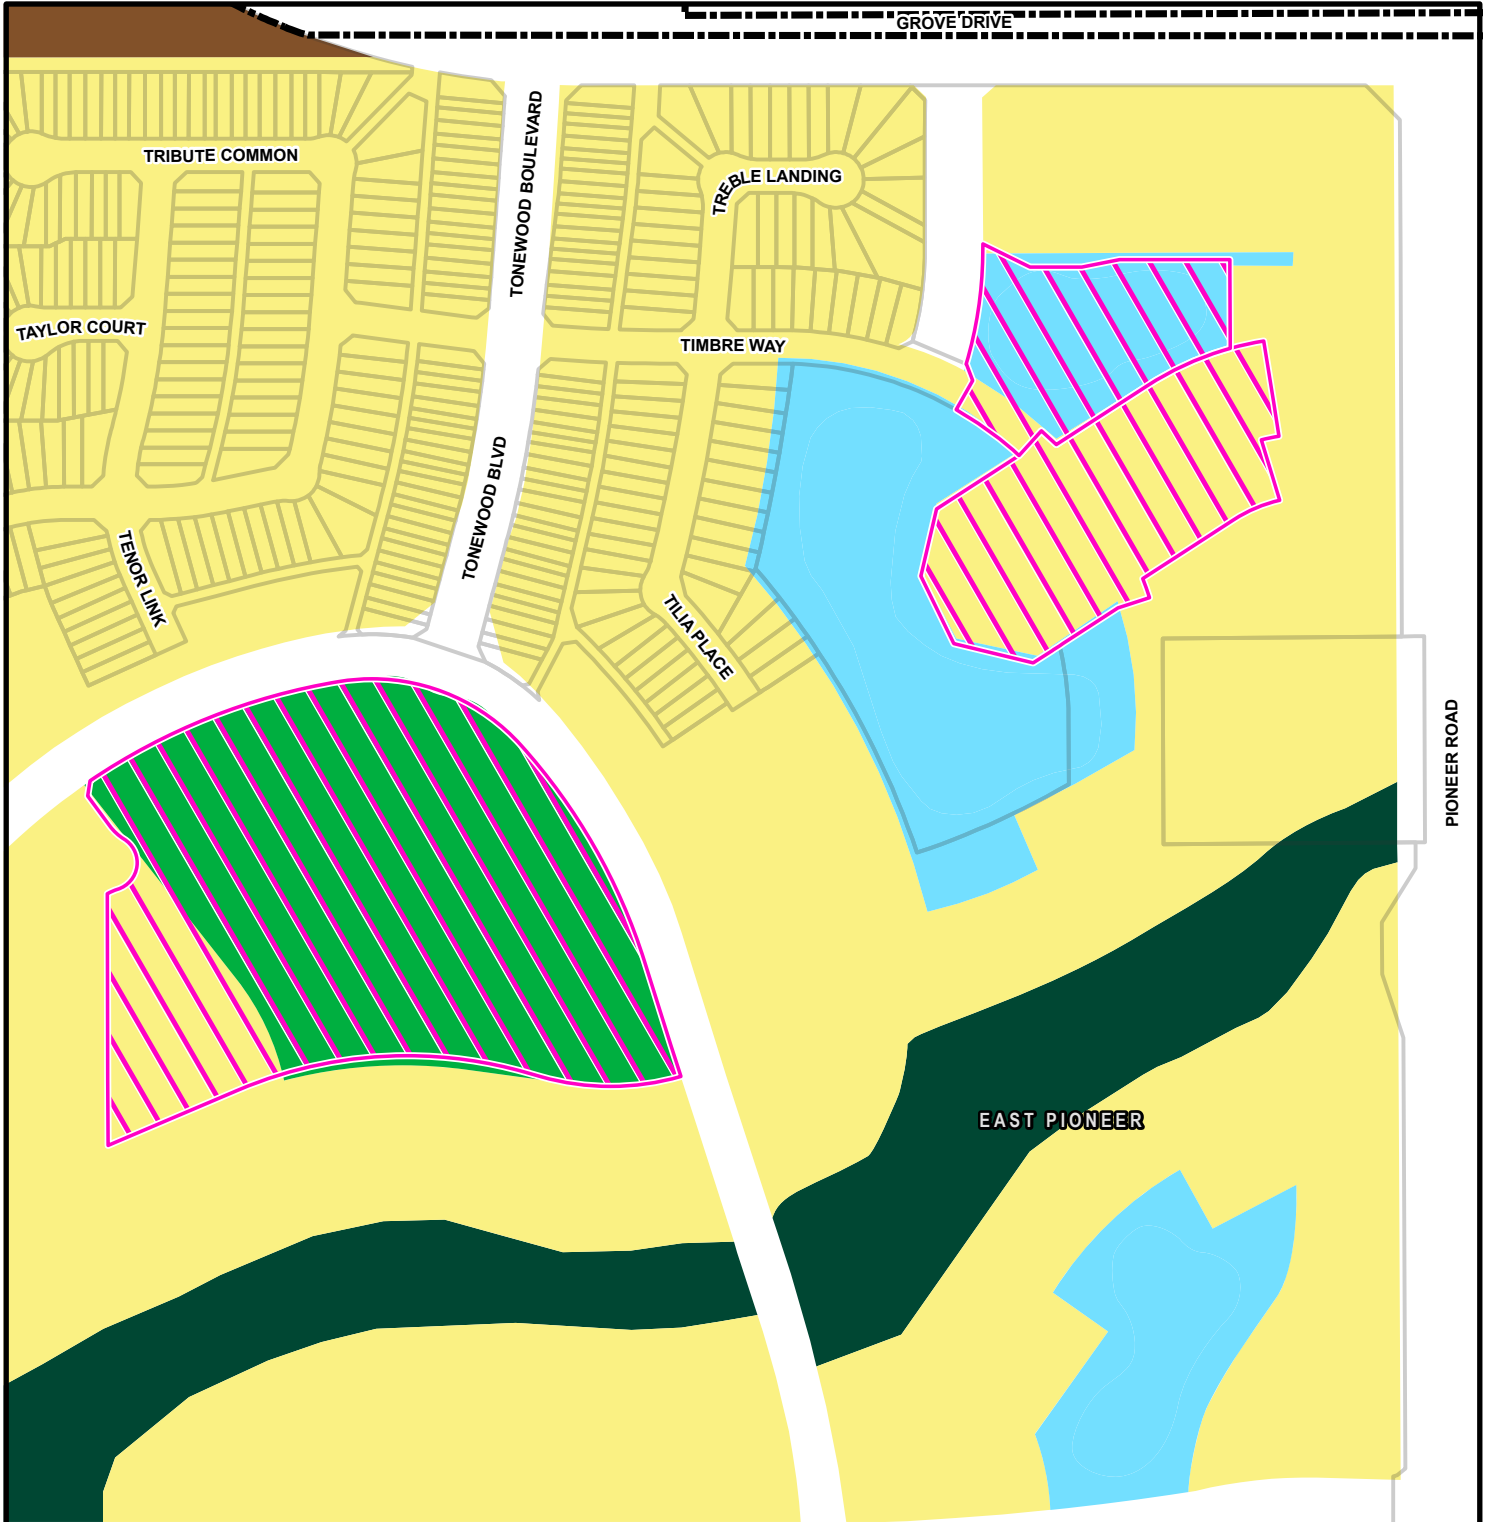 GROVE DRIVE
TONEWOOD BOULEVARD
TRIBUTE COMMON
TREBLE LANDING
TAYLOR COURT
TIMBRE WAY
TONEWOOD BLVD
TENOR LINK
TILIA PLACE
PIONEER ROAD
EAST PIONEER